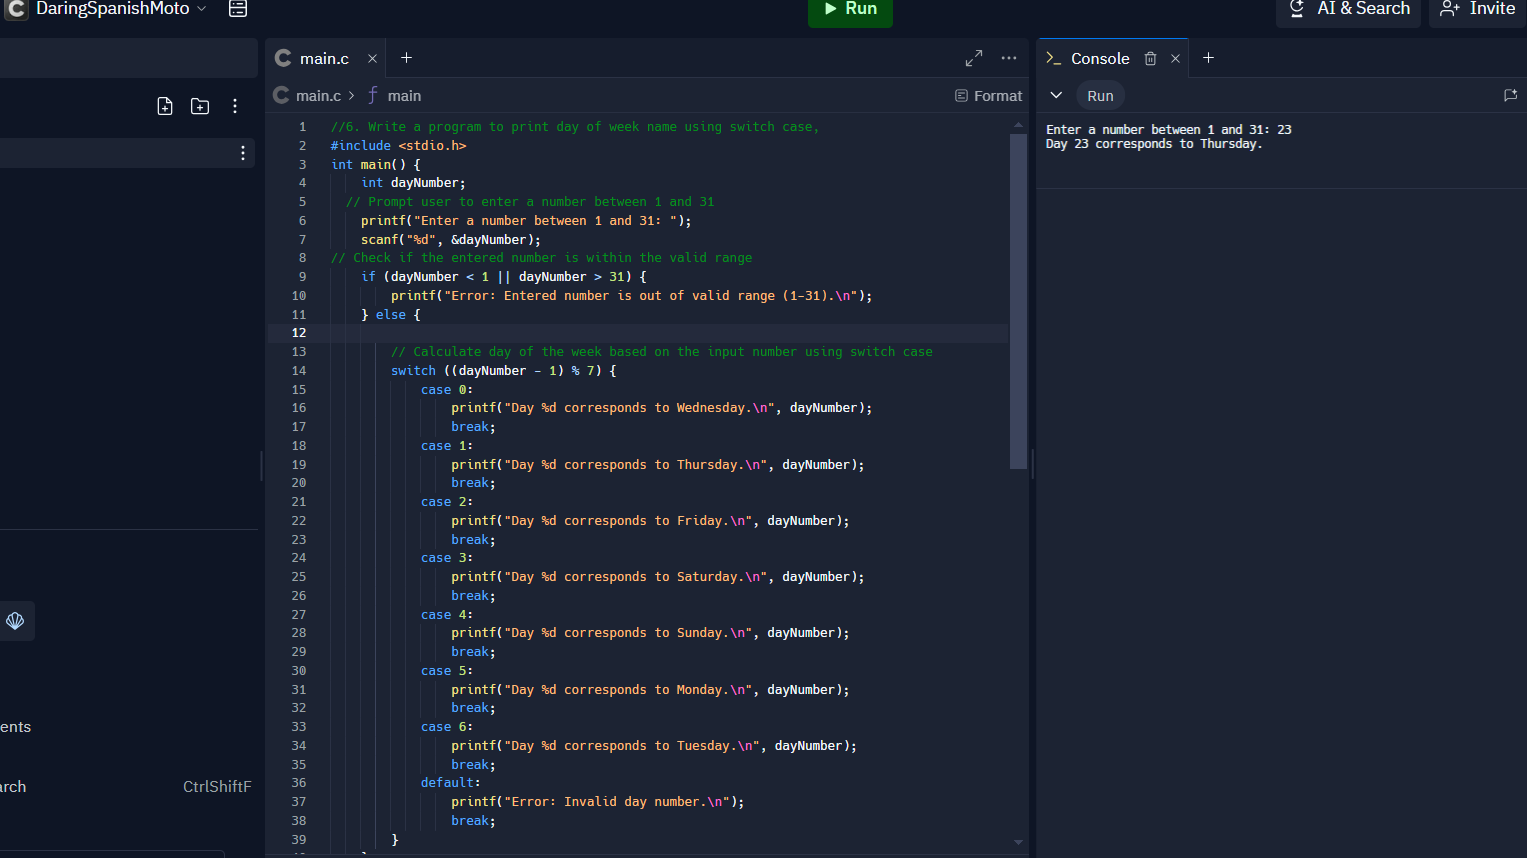 DaringSpanishMoto
Run
AI & Search
Invite
main.c
main.c > main
Format
1 //6. Write a program to print day of week name using switch case,
2 #include <stdio.h>
3 int main() {
4 int dayNumber;
5 // Prompt user to enter a number between 1 and 31
6 printf("Enter a number between 1 and 31: ");
7 scanf("%d", &dayNumber);
8 // Check if the entered number is within the valid range
9 if (dayNumber < 1 || dayNumber > 31) {
10 printf("Error: Entered number is out of valid range (1-31).\n");
11 } else {
12
13 // Calculate day of the week based on the input number using switch case
14 switch ((dayNumber - 1) % 7) {
15 case 0:
16 printf("Day %d corresponds to Wednesday.\n", dayNumber);
17 break;
18 case 1:
19 printf("Day %d corresponds to Thursday.\n", dayNumber);
20 break;
21 case 2:
22 printf("Day %d corresponds to Friday.\n", dayNumber);
23 break;
24 case 3:
25 printf("Day %d corresponds to Saturday.\n", dayNumber);
26 break;
27 case 4:
28 printf("Day %d corresponds to Sunday.\n", dayNumber);
29 break;
30 case 5:
31 printf("Day %d corresponds to Monday.\n", dayNumber);
32 break;
33 case 6:
34 printf("Day %d corresponds to Tuesday.\n", dayNumber);
35 break;
36 default:
37 printf("Error: Invalid day number.\n");
38 break;
39 }
Console
Run
Enter a number between 1 and 31: 23
Day 23 corresponds to Thursday.
ents
arch
CtrlShiftF